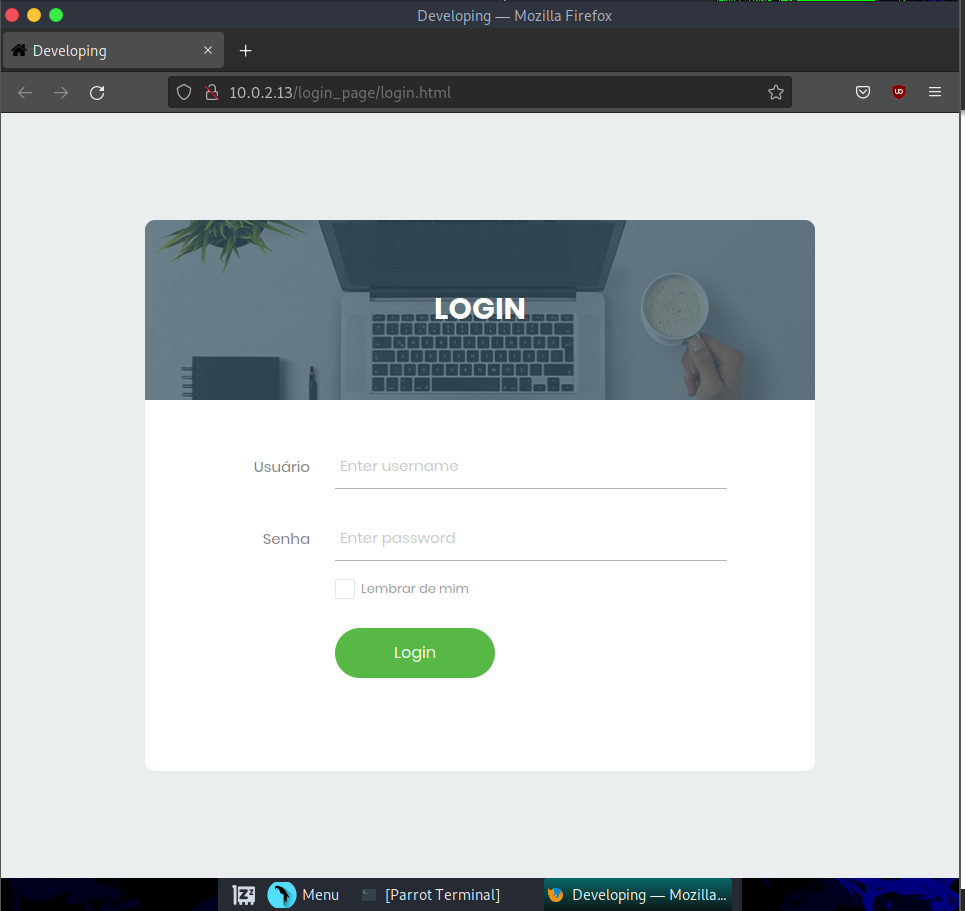 Developing — Mozilla Firefox
Developing
10.0.2.13/login_page/login.html
LOGIN
Usuário Enter username
Senha Enter password
Lembrar de mim
Login
Menu [Parrot Terminal] Developing — Mozilla...